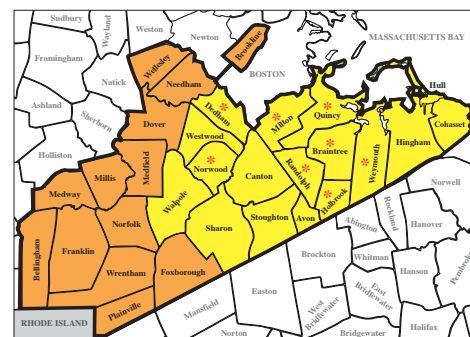 Sudbury
Wayland
Weston
Newton
MASSACHUSETTS BAY
Brookline
Framingham
Wellesley
BOSTON
Natick
Needham
Hull
Ashland
Sherborn
Dedham
*
Milton
*
Quincy
*
Cohasset
Dover
Westwood
Holliston
Braintree
*
Weymouth
*
Hingham
Medfield
Norwood
*
Canton
Randolph
*
Norwell
Medway
Millis
Walpole
Holbrook
*
Norfolk
Sharon
Stoughton
Avon
Abington
Rockland
Hanover
Bellingham
Franklin
Wrentham
Foxborough
Brockton
Whitman
Hanson
Pembroke
Plainville
Mansfield
Easton
West
Bridgewater
East
Bridgewater
RHODE ISLAND
Norton
Bridgewater
Halifax